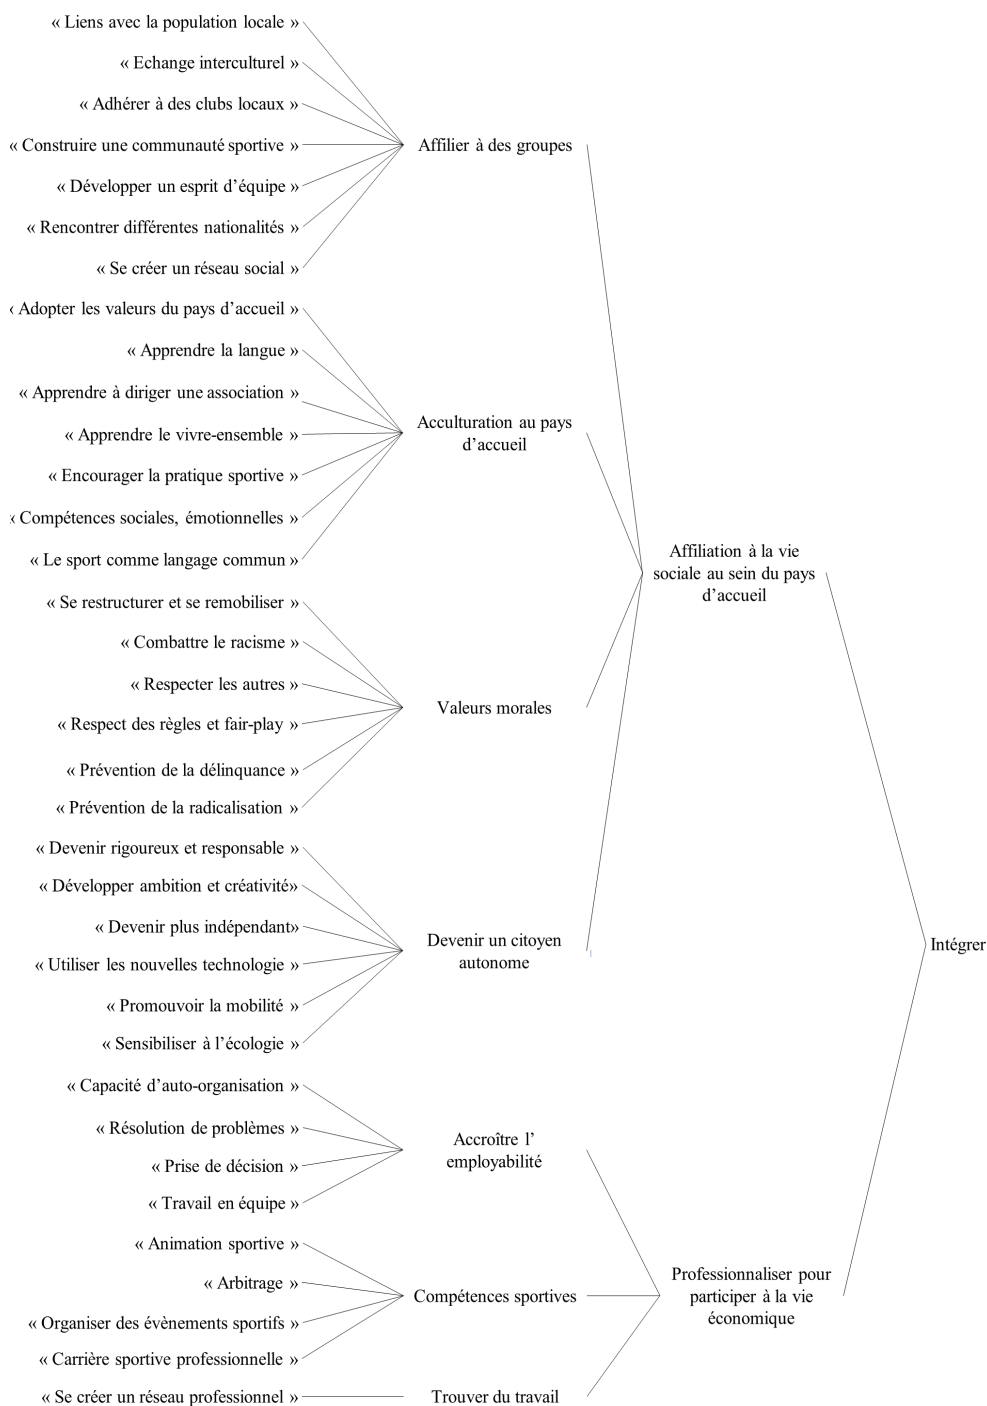 « Liens avec la population locale »
« Echange interculturel »
« Adhérer à des clubs locaux »
« Construire une communauté sportive »
« Développer un esprit d’équipe »
« Rencontrer différentes nationalités »
« Se créer un réseau social »
Affilier à des groupes
« Adopter les valeurs du pays d’accueil »
« Apprendre la langue »
« Apprendre à diriger une association »
« Apprendre le vivre-ensemble »
« Encourager la pratique sportive »
« Compétences sociales, émotionnelles »
« Le sport comme langage commun »
Acculturation au pays
d’accueil
« Se restructurer et se remobiliser »
« Combattre le racisme »
« Respecter les autres »
« Respect des règles et fair-play »
« Prévention de la délinquance »
« Prévention de la radicalisation »
Valeurs morales
« Devenir rigoureux et responsable »
« Développer ambition et créativité»
« Devenir plus indépendant»
« Utiliser les nouvelles technologie »
« Promouvoir la mobilité »
« Sensibiliser à l’écologie »
Devenir un citoyen
autonome
Affiliation à la vie
sociale au sein du pays
d’accueil
« Capacité d’auto-organisation »
« Résolution de problèmes »
« Prise de décision »
« Travail en équipe »
Accroître l’
employabilité
« Animation sportive »
« Arbitrage »
« Organiser des évènements sportifs »
« Carrière sportive professionnelle »
Compétences sportives
« Se créer un réseau professionnel »
Trouver du travail
Professionnaliser pour
participer à la vie
économique
Intégrer